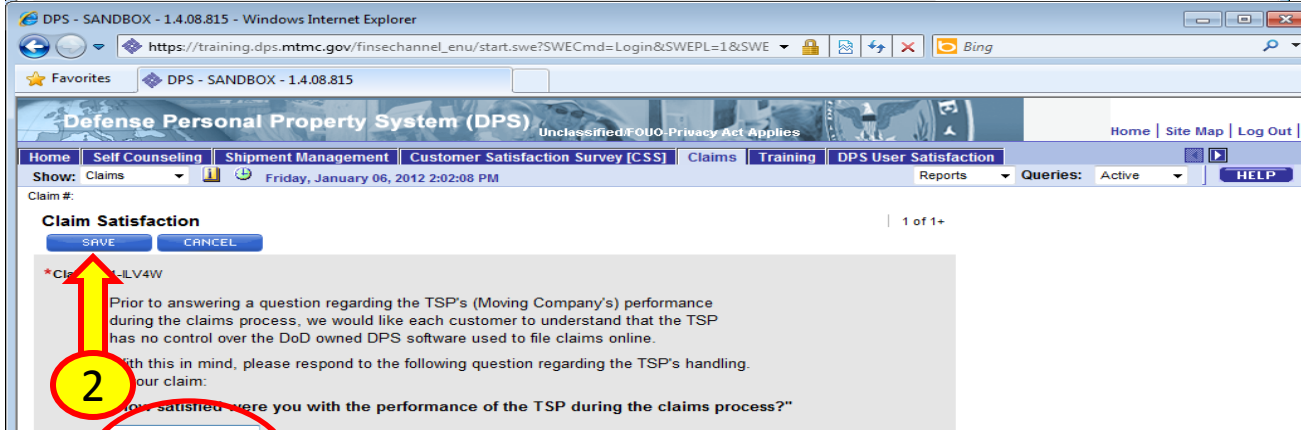 DPS - SANDBOX - 1.4.08.815 - Windows Internet Explorer
https://training.dps.mtmc.gov/finsechannel_enu/start.swe?SWECmd=Login&SWEPL=1&SWE
Bing
Favorites DPS - SANDBOX - 1.4.08.815
Defense Personal Property System (DPS) Unclassified/FOUO-Privacy Act Applies
Home | Site Map | Log Out |
Home Self Counseling Shipment Management Customer Satisfaction Survey [CSS] Claims Training DPS User Satisfaction
Show: Claims Friday, January 06, 2012 2:02:08 PM Reports Queries: Active HELP
Claim #:
Claim Satisfaction 1 of 1+
SAVE CANCEL
-ILV4W
Prior to answering a question regarding the TSP's (Moving Company's) performance
during the claims process, we would like each customer to understand that the TSP
has no control over the DoD owned DPS software used to file claims online.
this in mind, please respond to the following question regarding the TSP's handling.
our claim:
satisfied were you with the performance of the TSP during the claims process?"
2